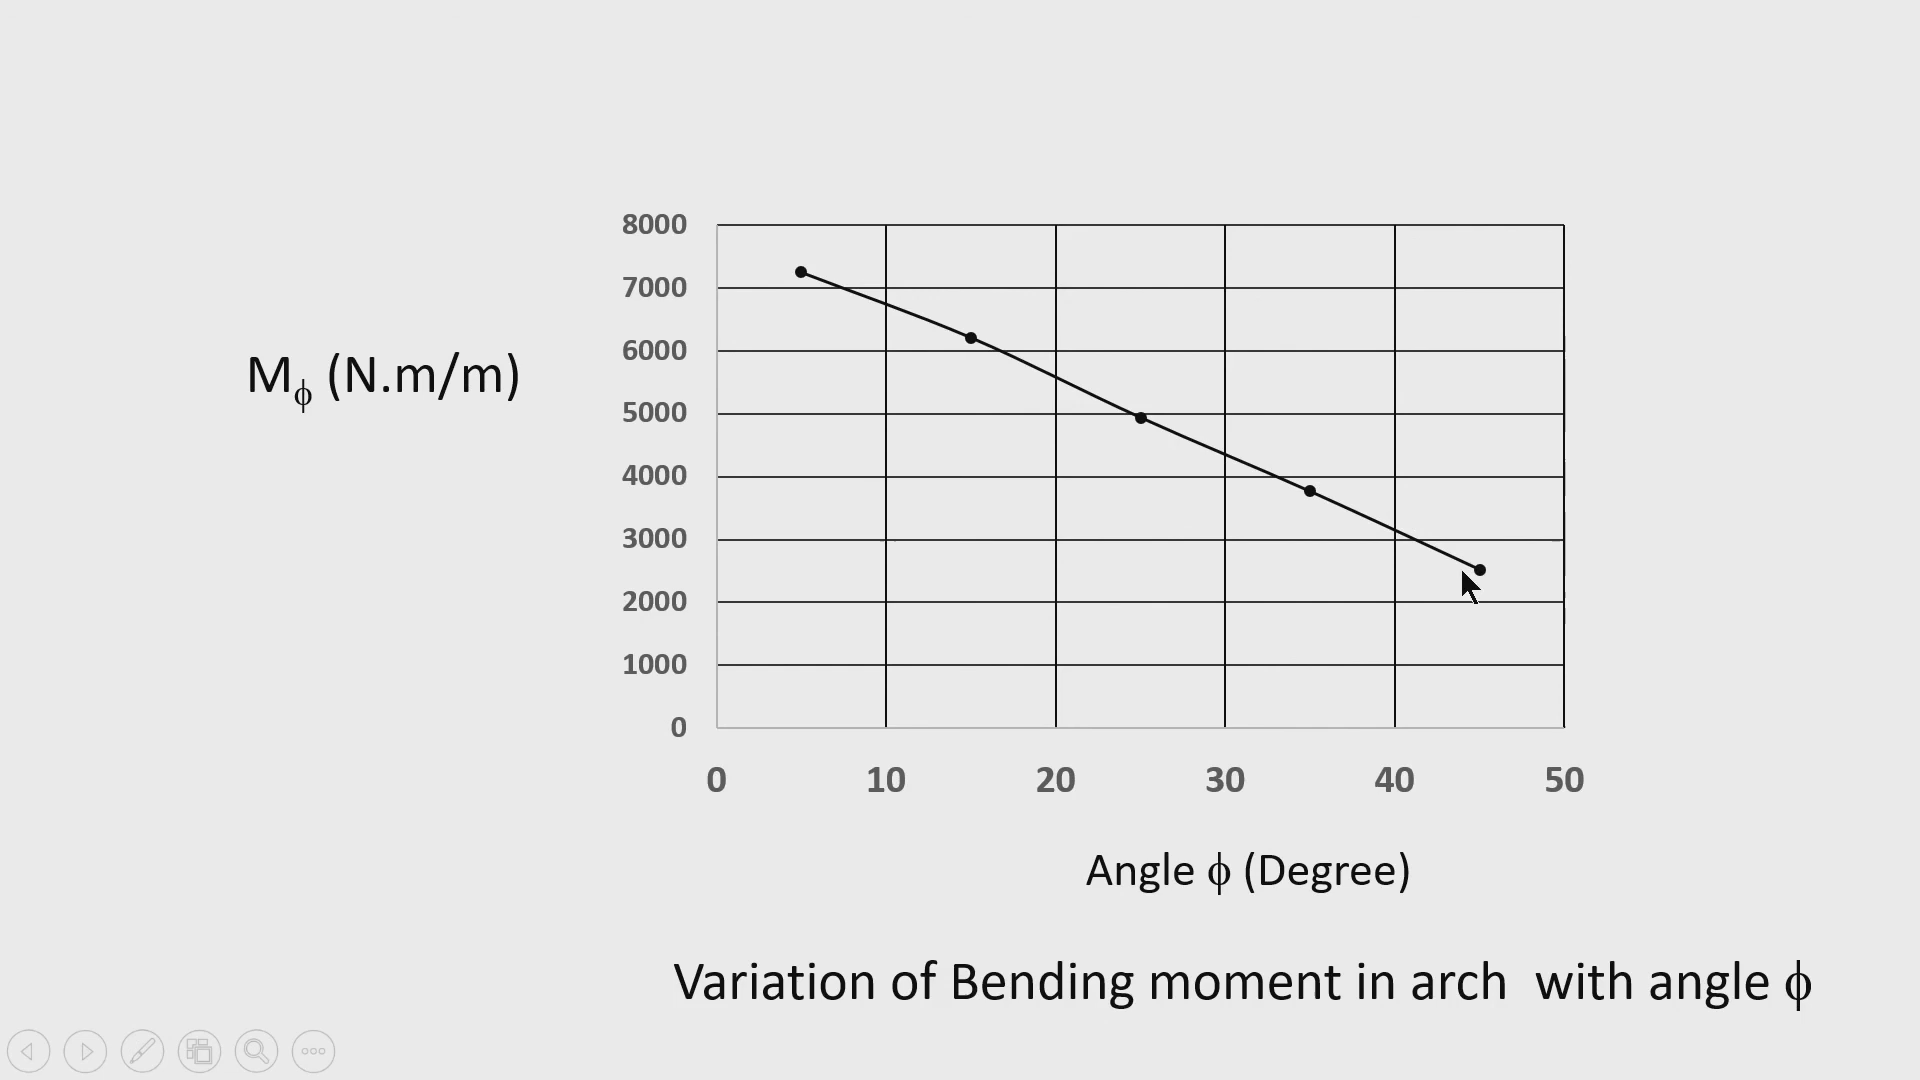 8000
7000
M_ϕ (N.m/m)
6000
5000
4000
3000
2000
1000
0
0 10 20 30 40 50
Angle ϕ (Degree)
Variation of Bending moment in arch with angle ϕ